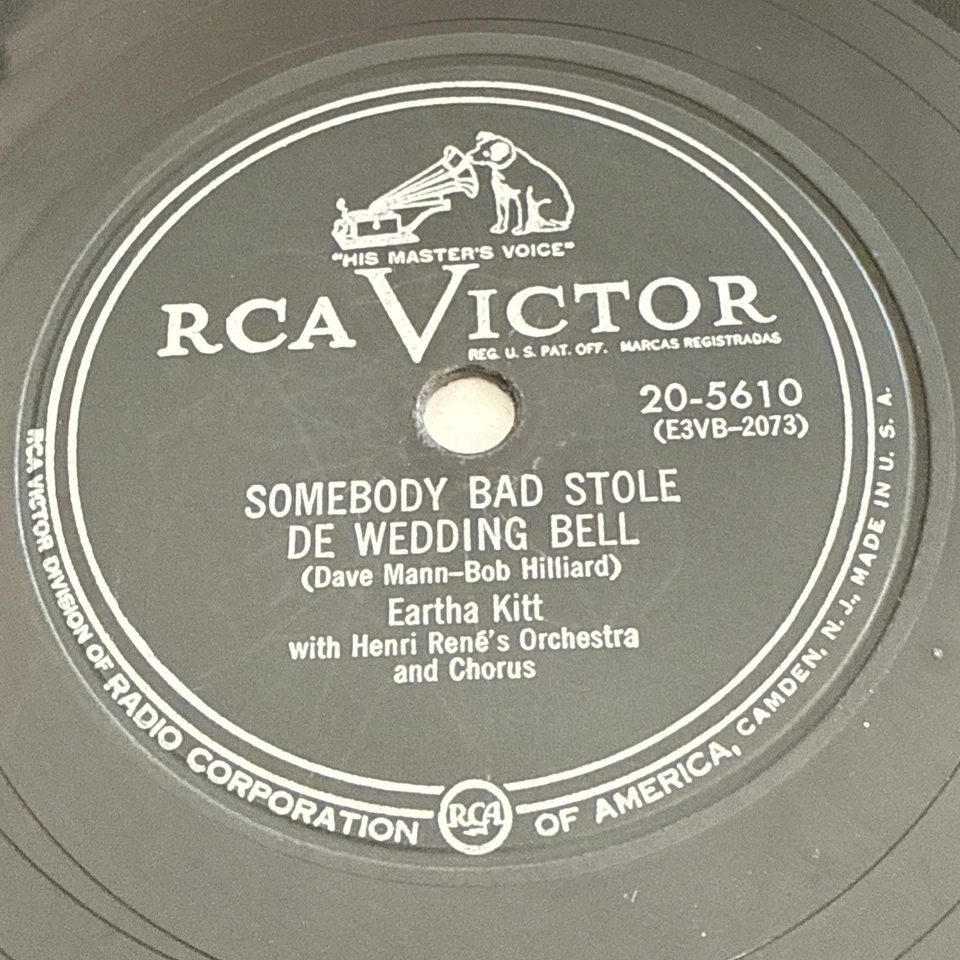 "HIS MASTER'S VOICE"
RCA VICTOR
REG. U. S. PAT. OFF. MARCAS REGISTRADAS
20-5610
(E3VB-2073)
SOMEBODY BAD STOLE
DE WEDDING BELL
(Dave Mann-Bob Hilliard)
Eartha Kitt
with Henri René's Orchestra
and Chorus
RCA VICTOR DIVISION OF RADIO CORPORATION OF AMERICA, CAMDEN, N. J., MADE IN U. S. A.
RCA